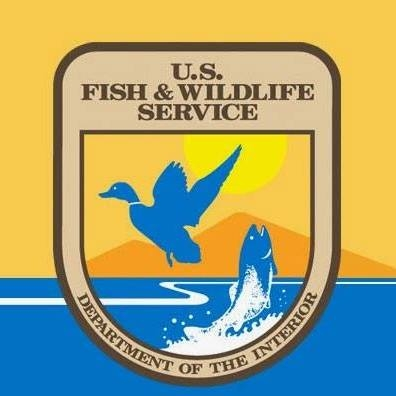 U.S.
FISH & WILDLIFE
SERVICE
DEPARTMENT OF THE INTERIOR